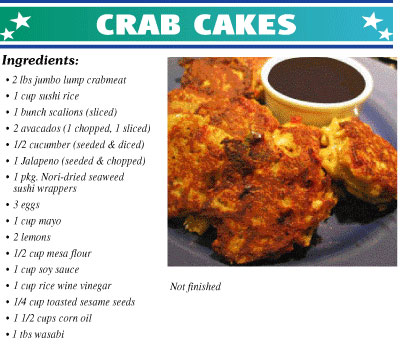 CRAB CAKES
Ingredients:
• 2 lbs jumbo lump crabmeat
• 1 cup sushi rice
• 1 bunch scalions (sliced)
• 2 avacados (1 chopped, 1 sliced)
• 1/2 cucumber (seeded & diced)
• 1 Jalapeno (seeded & chopped)
• 1 pkg. Nori-dried seaweed
sushi wrappers
• 3 eggs
• 1 cup mayo
• 2 lemons
• 1/2 cup mesa flour
• 1 cup soy sauce
• 1 cup rice wine vinegar
• 1/4 cup toasted sesame seeds
• 1 1/2 cups corn oil
• 1 tbs wasabi
Not finished